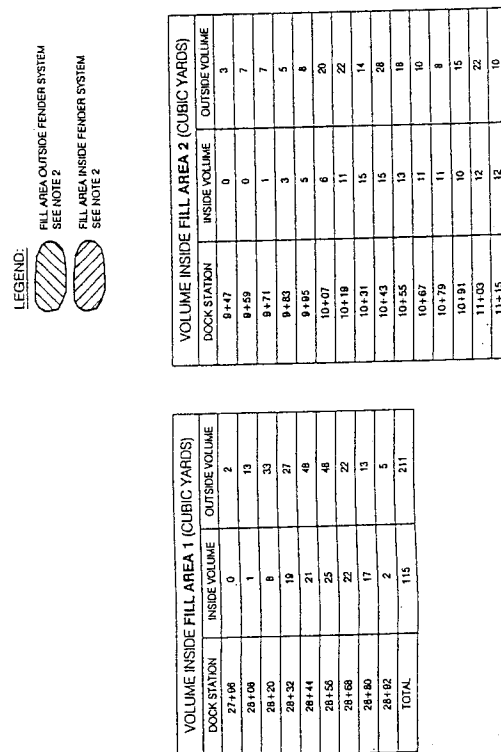 LEGEND:
FILL AREA OUTSIDE FENDER SYSTEM
SEE NOTE 2
FILL AREA INSIDE FENDER SYSTEM
SEE NOTE 2
VOLUME INSIDE FILL AREA 1 (CUBIC YARDS)
DOCK STATION INSIDE VOLUME OUTSIDE VOLUME
27+96 0 2
28+08 1 13
28+20 8 33
28+32 19 27
28+44 21 48
28+56 25 48
28+68 22 22
28+80 17 13
28+92 2 5
TOTAL 115 211
VOLUME INSIDE FILL AREA 2 (CUBIC YARDS)
DOCK STATION INSIDE VOLUME OUTSIDE VOLUME
9+47 0 3
9+59 0 7
9+71 1 7
9+83 3 5
9+95 5 8
10+07 6 20
10+19 11 22
10+31 15 14
10+43 15 28
10+55 13 18
10+67 11 10
10+79 11 8
10+91 10 15
11+03 12 22
11+15 12 10